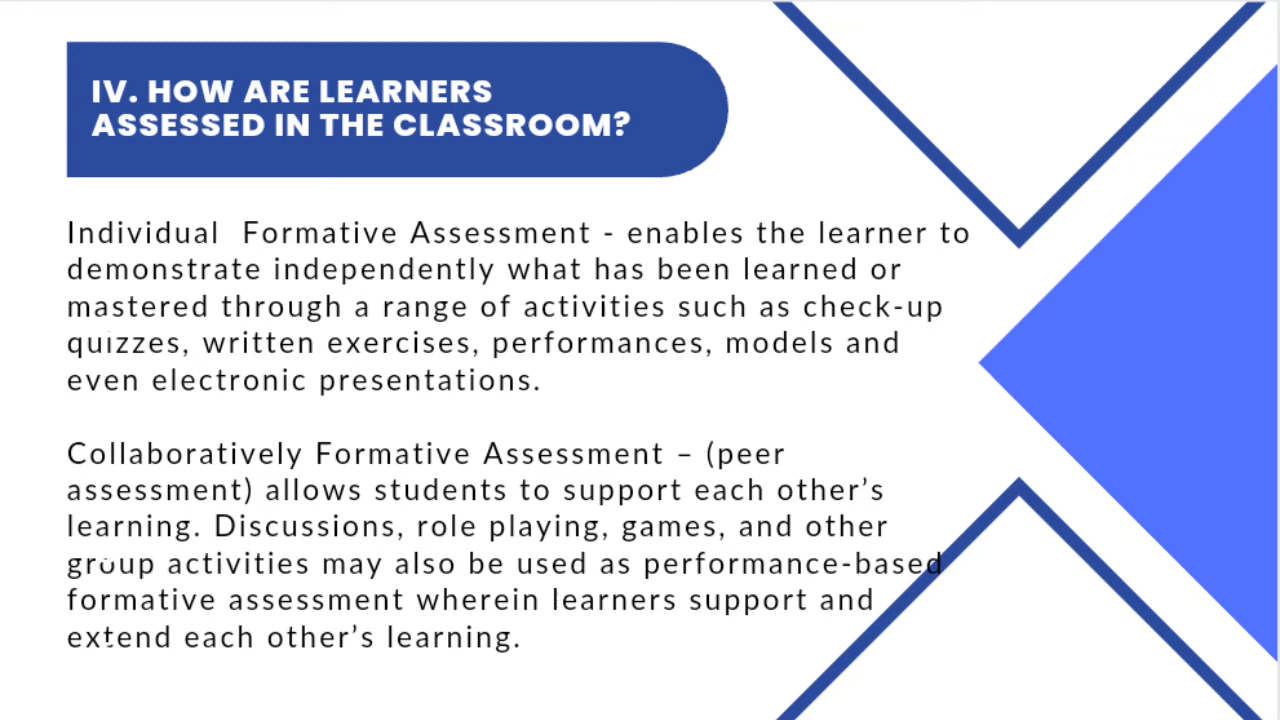 IV. HOW ARE LEARNERS
ASSESSED IN THE CLASSROOM?
Individual  Formative Assessment - enables the learner to
demonstrate independently what has been learned or
mastered through a range of activities such as check-up
quizzes, written exercises, performances, models and
even electronic presentations.
Collaboratively Formative Assessment – (peer
assessment) allows students to support each other’s
learning. Discussions, role playing, games, and other
group activities may also be used as performance-based
formative assessment wherein learners support and
extend each other’s learning.